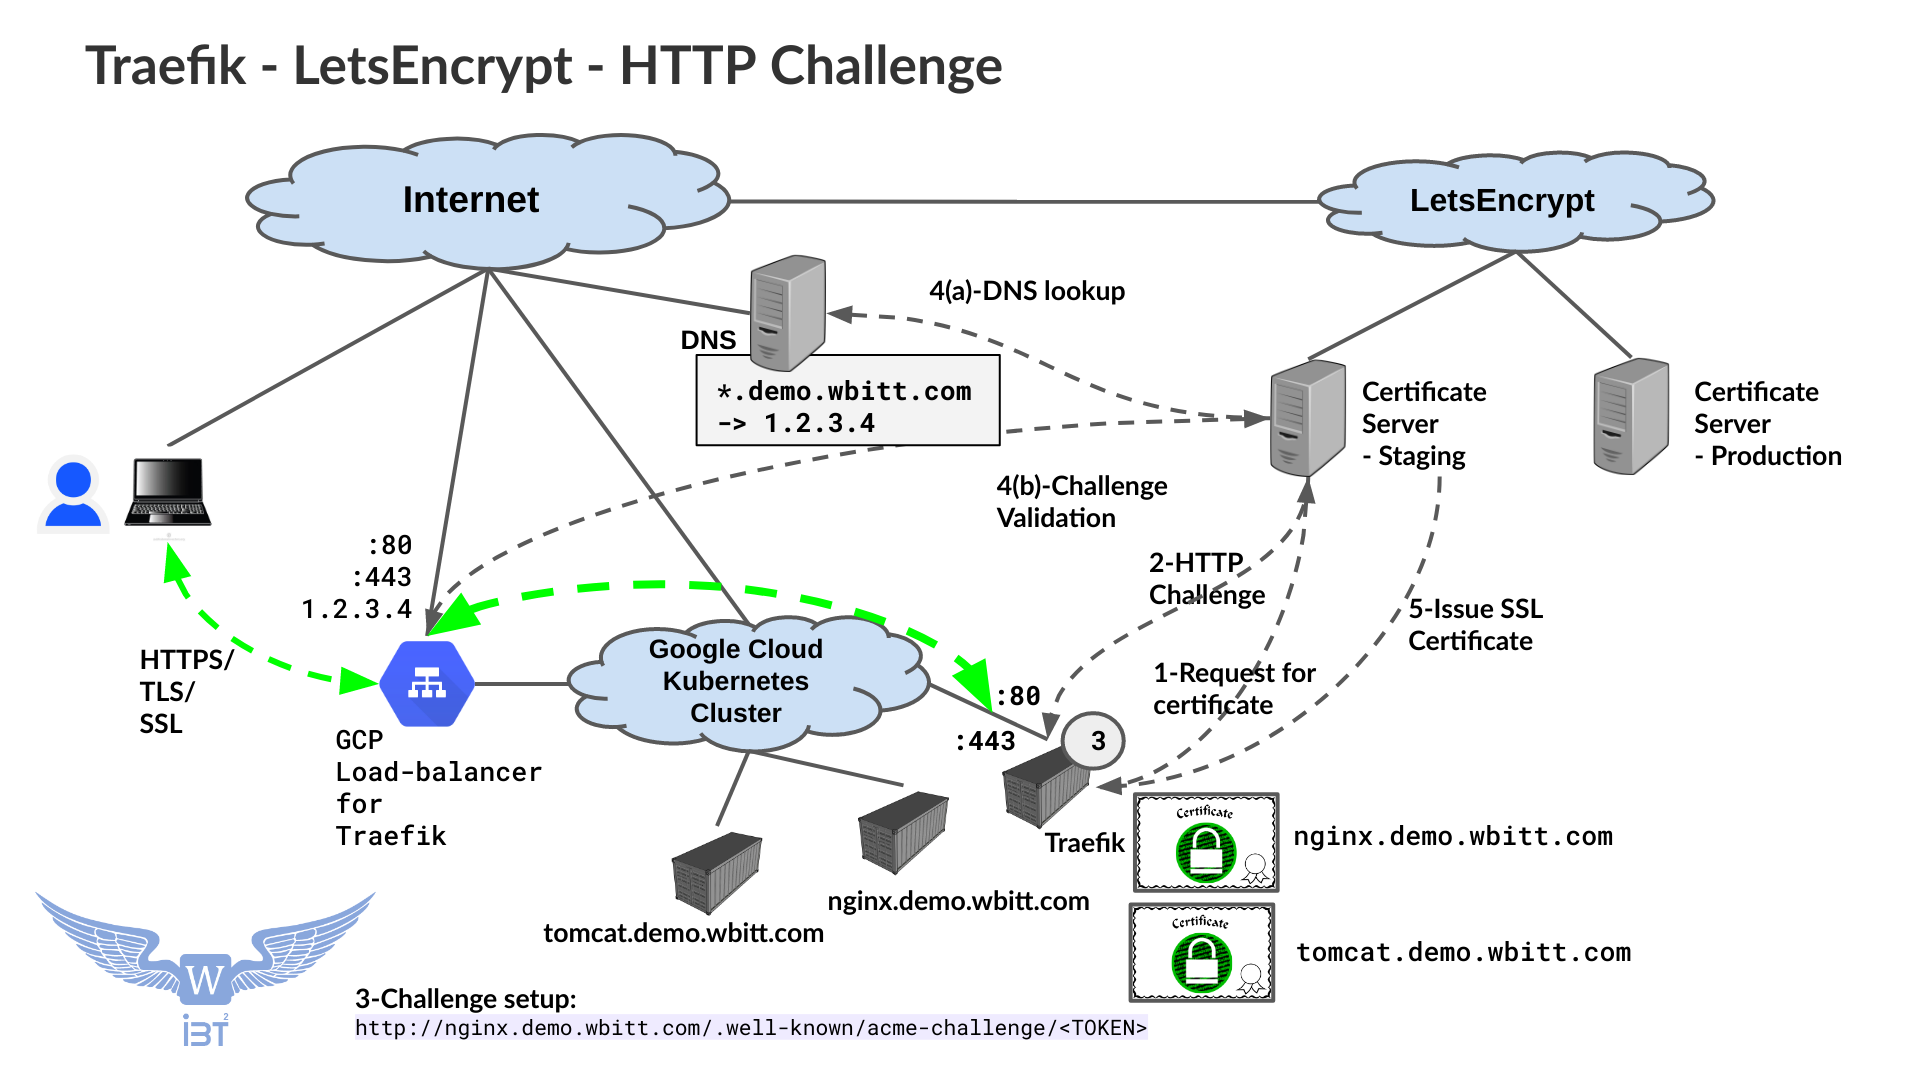 Traefik - LetsEncrypt - HTTP Challenge
Internet
LetsEncrypt
4(a)-DNS lookup
DNS
*.demo.wbitt.com
-> 1.2.3.4
Certificate
Server
- Staging
Certificate
Server
- Production
4(b)-Challenge
Validation
:80
:443
1.2.3.4
2-HTTP
Challenge
5-Issue SSL
Certificate
HTTPS/
TLS/
SSL
Google Cloud
Kubernetes
Cluster
1-Request for
certificate
:80
:443
3
GCP
Load-balancer
for
Traefik
Traefik
Certificate
nginx.demo.wbitt.com
nginx.demo.wbitt.com
tomcat.demo.wbitt.com
Certificate
tomcat.demo.wbitt.com
W
iBT2
3-Challenge setup:
http://nginx.demo.wbitt.com/.well-known/acme-challenge/<TOKEN>